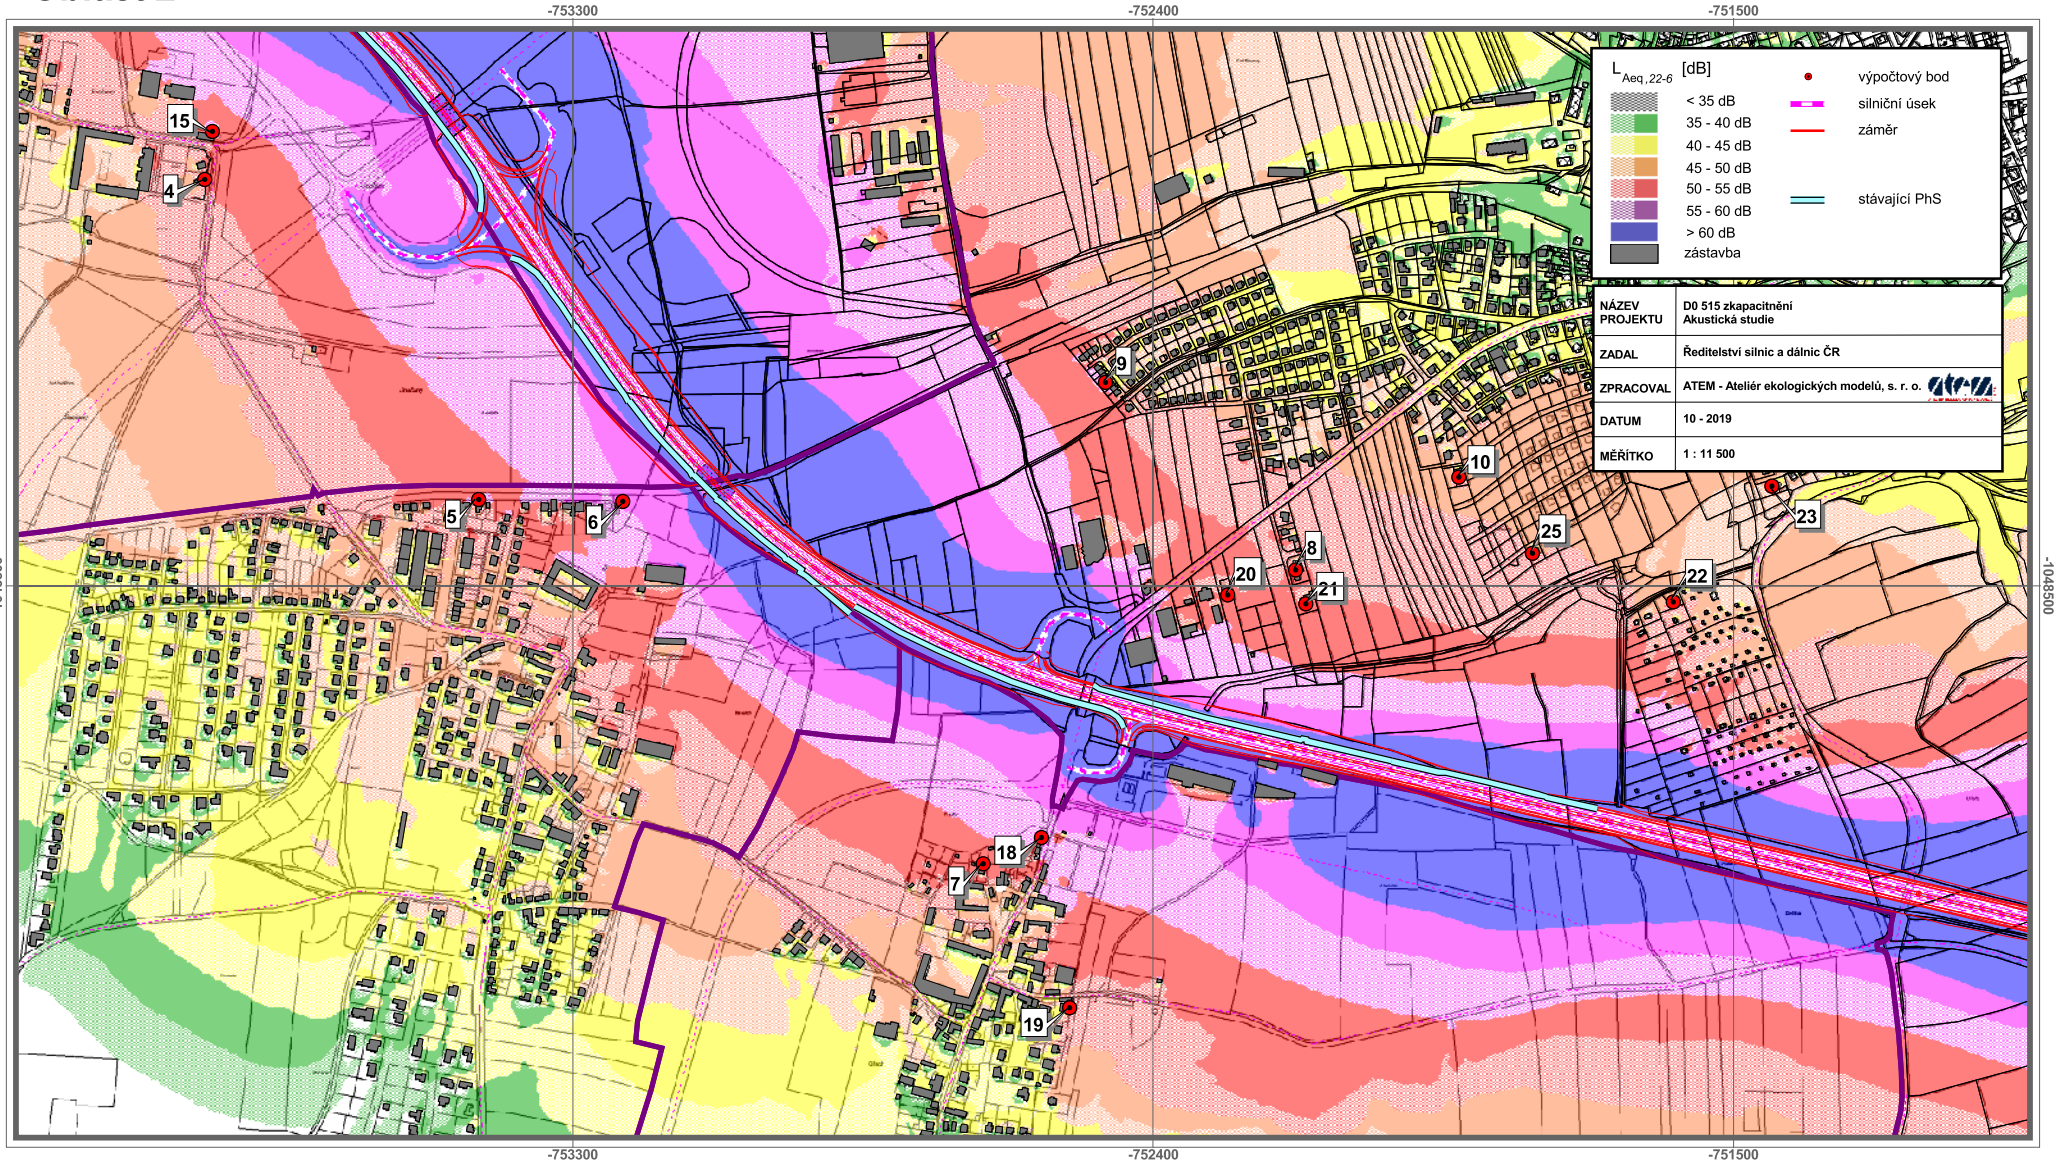 -753300
-752400
-751500
L Aeq,22-6 [dB]
< 35 dB
35 - 40 dB
40 - 45 dB
45 - 50 dB
50 - 55 dB
55 - 60 dB
> 60 dB
zástavba
výpočtový bod
silniční úsek
záměr
stávající PhS
NÁZEV PROJEKTU
D0 515 zkapacitnění
Akustická studie
ZADAL
Ředitelství silnic a dálnic ČR
ZPRACOVAL
ATEM - Ateliér ekologických modelů, s. r. o.
atem
DATUM
10 - 2019
MĚŘÍTKO
1 : 11 500
15
4
9
10
5
6
23
25
8
20
21
22
18
7
19
-1048500
-753300
-752400
-751500